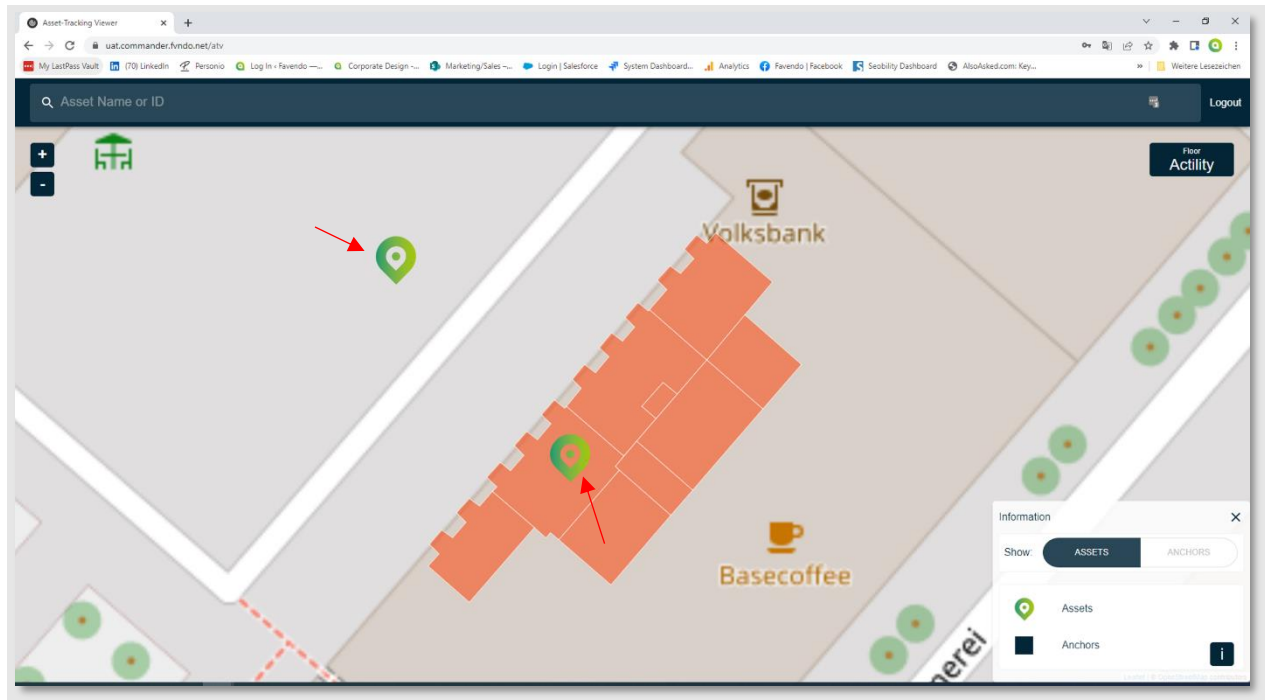 Asset-Tracking Viewer
uat.commander.fvndo.net/atv
My LastPass Vault (70) LinkedIn Personio Log In ‹ Favendo —... Corporate Design -... Marketing/Sales –... Login | Salesforce System Dashboard... Analytics Favendo | Facebook Seobility Dashboard AlsoAsked.com: Key... » Weitere Lesezeichen
Asset Name or ID
Logout
+
-
Floor
Actility
Volksbank
Basecoffee
erei
Information
Show: ASSETS ANCHORS
Assets
Anchors
i